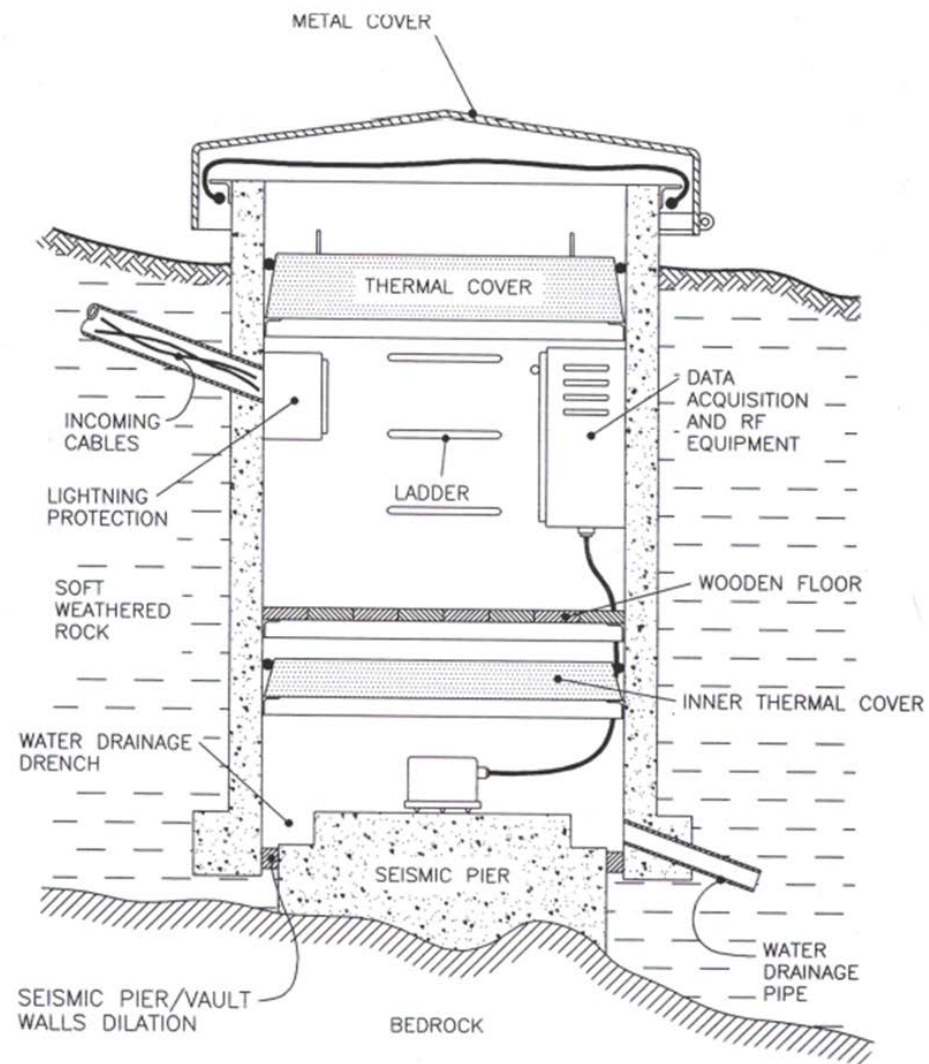 METAL COVER
THERMAL COVER
INCOMING
CABLES
DATA
ACQUISITION
AND RF
EQUIPMENT
LIGHTNING
PROTECTION
LADDER
SOFT
WEATHERED
ROCK
WOODEN FLOOR
INNER THERMAL COVER
WATER DRAINAGE
DRENCH
SEISMIC PIER
WATER
DRAINAGE
PIPE
SEISMIC PIER/VAULT
WALLS DILATION
BEDROCK